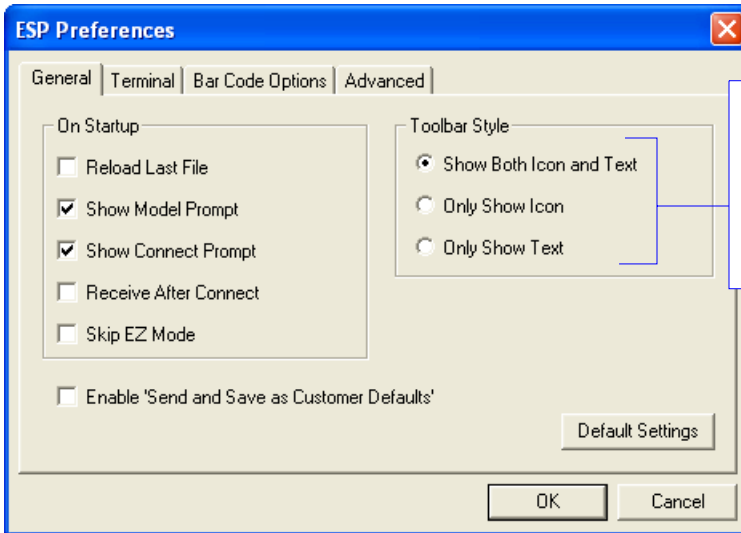 ESP Preferences
General
Terminal
Bar Code Options
Advanced
On Startup
Reload Last File
Show Model Prompt
Show Connect Prompt
Receive After Connect
Skip EZ Mode
Toolbar Style
Show Both Icon and Text
Only Show Icon
Only Show Text
Enable 'Send and Save as Customer Defaults'
Default Settings
OK
Cancel